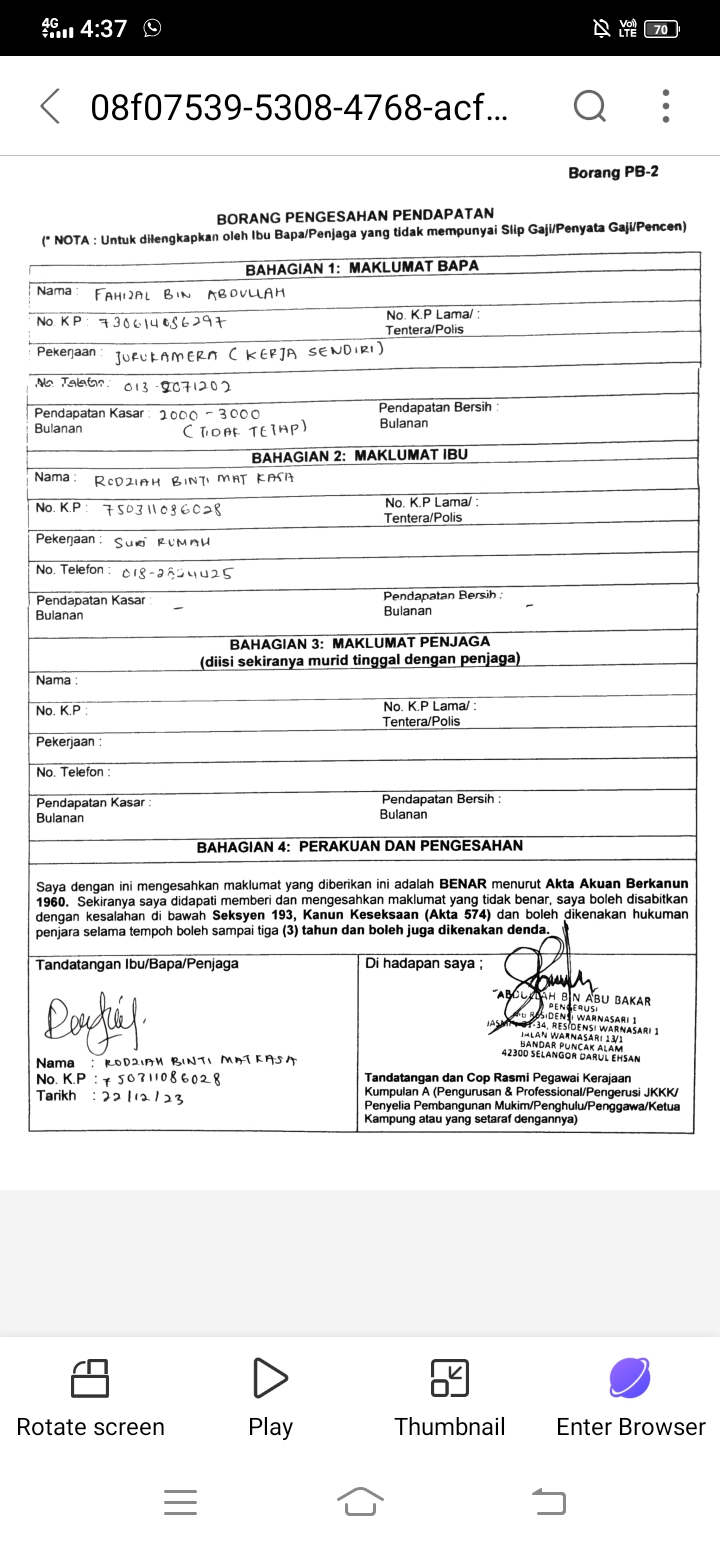 4G 4:37 Vo) LTE 70
08f07539-5308-4768-acf...
Borang PB-2
BORANG PENGESAHAN PENDAPATAN
(* NOTA : Untuk dilengkapkan oleh Ibu Bapa/Penjaga yang tidak mempunyai Slip Gaji/Penyata Gaji/Pencen)
BAHAGIAN 1: MAKLUMAT BAPA
Nama : FAHIZAL BIN ABDULLAH
No. KP : 730614086297 No. K.P Lama/ :
Tentera/Polis
Pekerjaan : JURUKAMERA ( KERJA SENDIRI )
No. Telefon : 013-9071202
Pendapatan Kasar : 2000 - 3000 Pendapatan Bersih :
Bulanan ( TIDAK TETAP ) Bulanan
BAHAGIAN 2: MAKLUMAT IBU
Nama : RODZIAH BINTI MAT KASA
No. K.P : 750311086028 No. K.P Lama/ :
Tentera/Polis
Pekerjaan : SURI RUMAH
No. Telefon :
Pendapatan Kasar : - Pendapatan Bersih : -
Bulanan Bulanan
BAHAGIAN 3: MAKLUMAT PENJAGA
(diisi sekiranya murid tinggal dengan penjaga)
Nama :
No. K.P : No. K.P Lama/ :
Tentera/Polis
Pekerjaan :
No. Telefon :
Pendapatan Kasar : Pendapatan Bersih :
Bulanan Bulanan
BAHAGIAN 4: PERAKUAN DAN PENGESAHAN
Saya dengan ini mengesahkan maklumat yang diberikan ini adalah BENAR menurut Akta Akuan Berkanun
1960. Sekiranya saya didapati memberi dan mengesahkan maklumat yang tidak benar, saya boleh disabitkan
dengan kesalahan di bawah Seksyen 193, Kanun Keseksaan (Akta 574) dan boleh dikenakan hukuman
penjara selama tempoh boleh sampai tiga (3) tahun dan boleh juga dikenakan denda.
Tandatangan Ibu/Bapa/Penjaga
Nama : RODZIAH BINTI MAT KASA
No. K.P : 750311086028
Tarikh : 22/12/23
Di hadapan saya ;
ABDULLAH BIN ABU BAKAR
PENGERUSI
RESIDENSI WARNASARI 1
34, RESIDENSI WARNASARI 1
JALAN WARNASARI 13/1
BANDAR PUNCAK ALAM
42300 SELANGOR DARUL EHSAN
Tandatangan dan Cop Rasmi Pegawai Kerajaan
Kumpulan A (Pengurusan & Professional/Pengerusi JKKK/
Penyelia Pembangunan Mukim/Penghulu/Penggawa/Ketua
Kampung atau yang setaraf dengannya)
Rotate screen Play Thumbnail Enter Browser